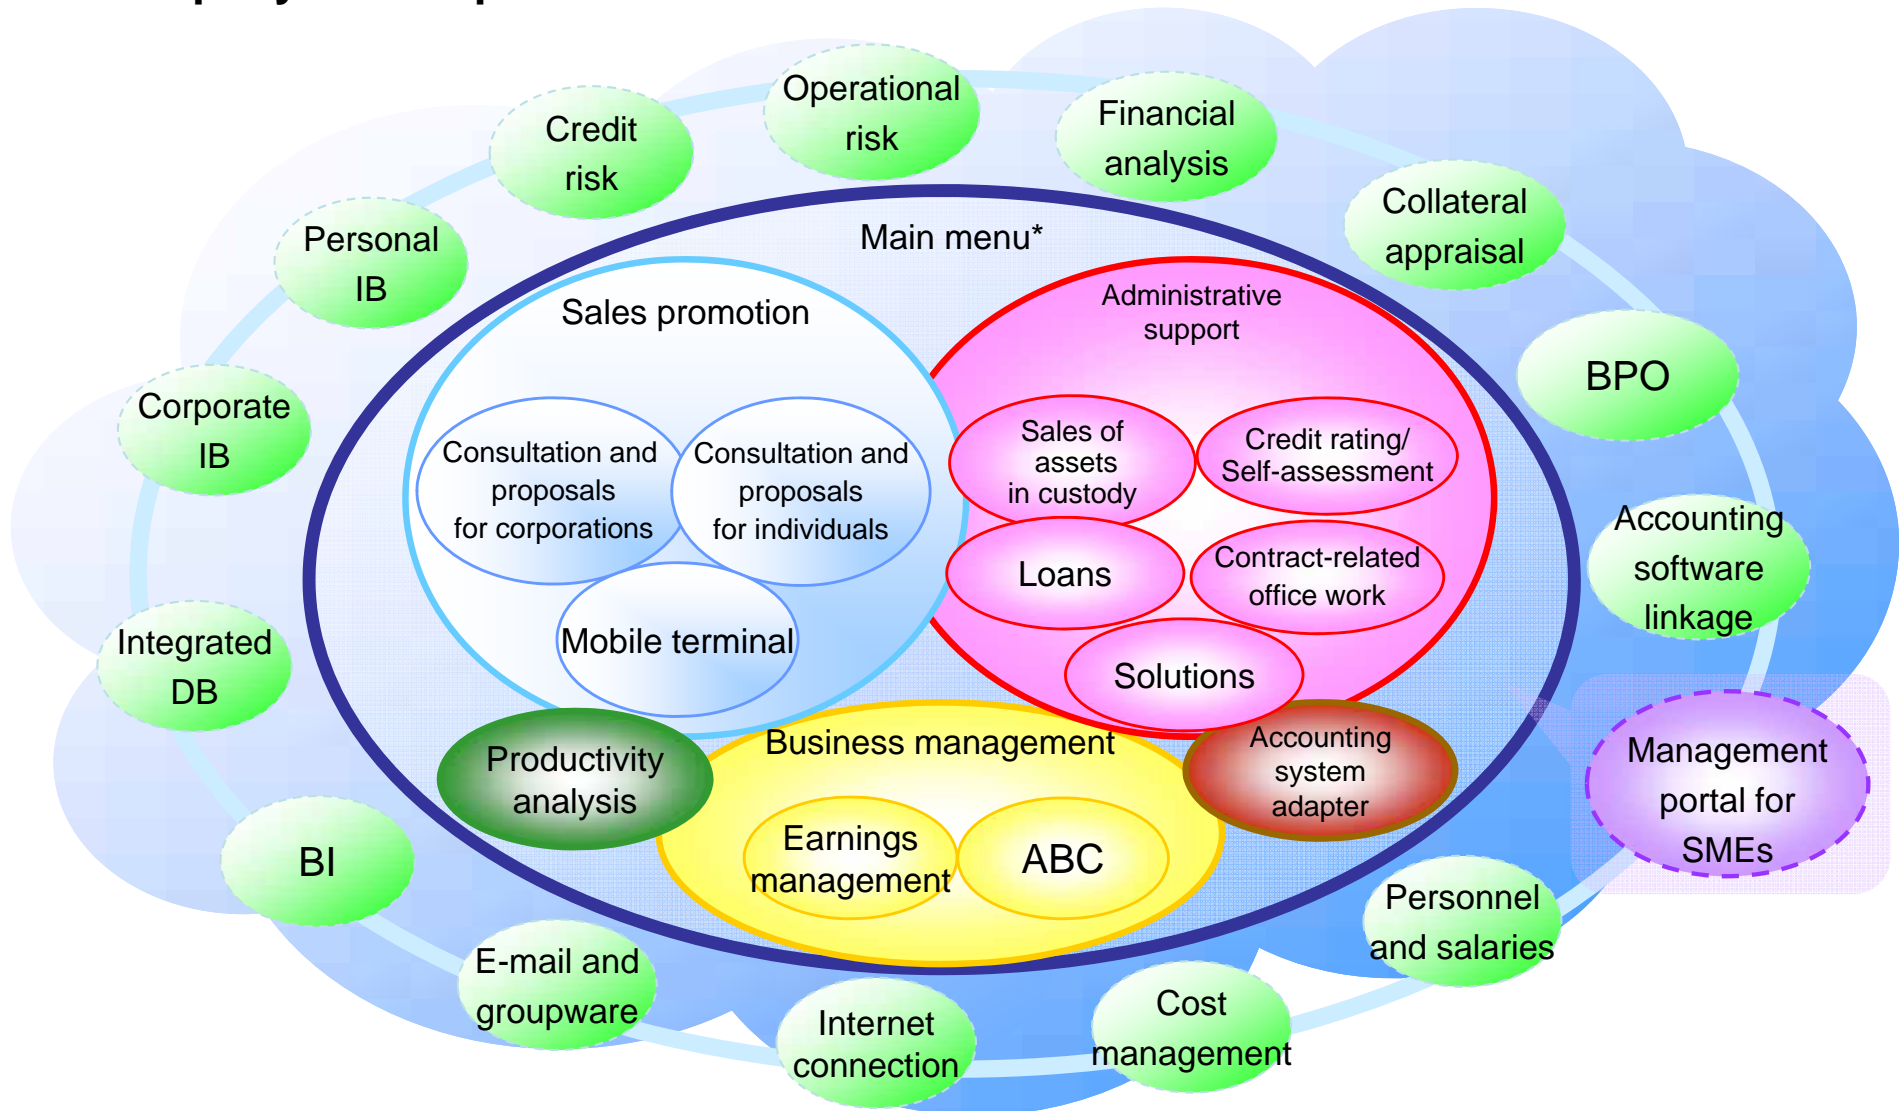 Operational
risk
Financial
analysis
Credit
risk
Collateral
appraisal
Personal
IB
Main menu*
Sales promotion
Administrative
support
BPO
Corporate
IB
Consultation and
proposals
for corporations
Consultation and
proposals
for individuals
Sales of
assets
in custody
Credit rating/
Self-assessment
Accounting
software
linkage
Loans
Contract-related
office work
Mobile terminal
Solutions
Integrated
DB
Productivity
analysis
Business management
Accounting
system
adapter
Management
portal for
SMEs
Earnings
management
ABC
BI
Personnel
and salaries
E-mail and
groupware
Internet
connection
Cost
management